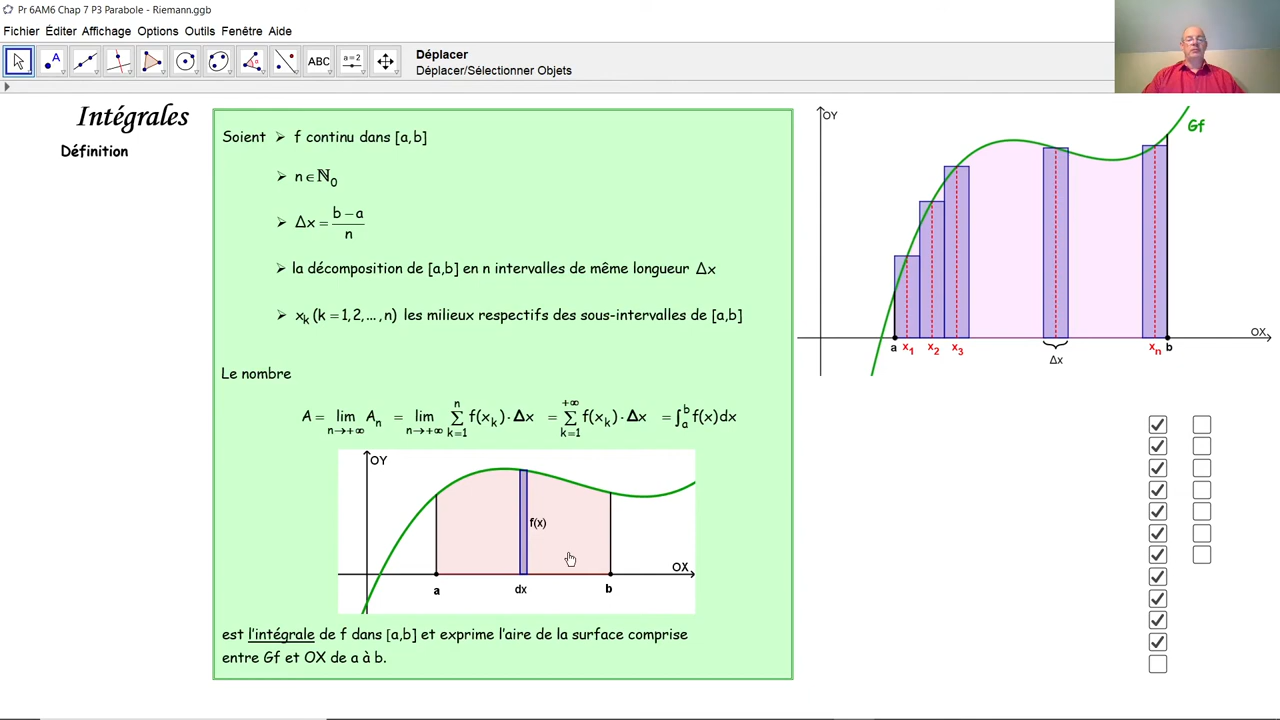 Pr 6AM6 Chap 7 P3 Parabole - Riemann.ggb
Fichier Éditer Affichage Options Outils Fenêtre Aide
A ABC a=2
Déplacer
Déplacer/Sélectionner Objets
Intégrales
Définition
Soient ➢ f continu dans [a,b]
➢ n∈ℕ₀
➢ Δx = (b−a)/n
➢ la décomposition de [a,b] en n intervalles de même longueur Δx
➢ xₖ (k = 1, 2, ..., n) les milieux respectifs des sous-intervalles de [a,b]
Le nombre
A = lim n→+∞ Aₙ = lim n→+∞ ∑ k=1 n f(xₖ)·Δx = ∑ k=1 +∞ f(xₖ)·Δx = ∫ₐᵇ f(x)dx
OY
f(x)
OX
a dx b
est l'intégrale de f dans [a,b] et exprime l'aire de la surface comprise
entre Gf et OX de a à b.
OY
Gf
OX
a x₁ x₂ x₃ xₙ b
Δx